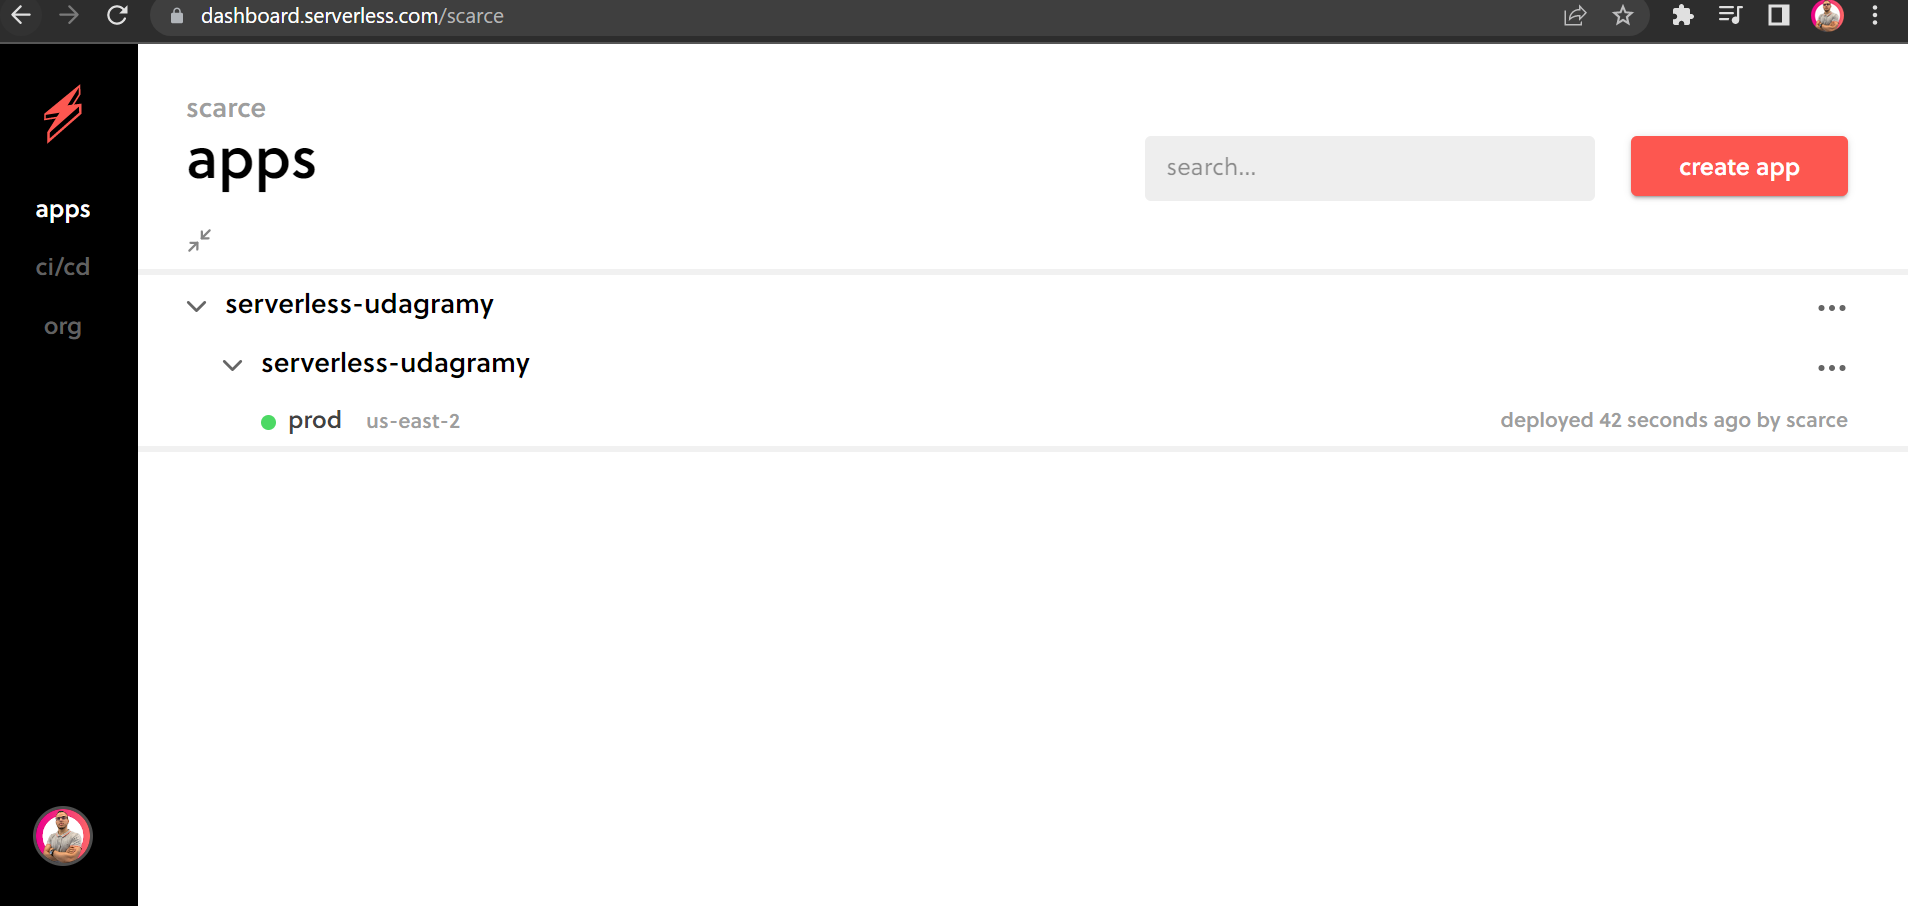 dashboard.serverless.com/scarce
scarce
apps
search...
create app
apps
ci/cd
org
serverless-udagramy
serverless-udagramy
prod us-east-2 deployed 42 seconds ago by scarce